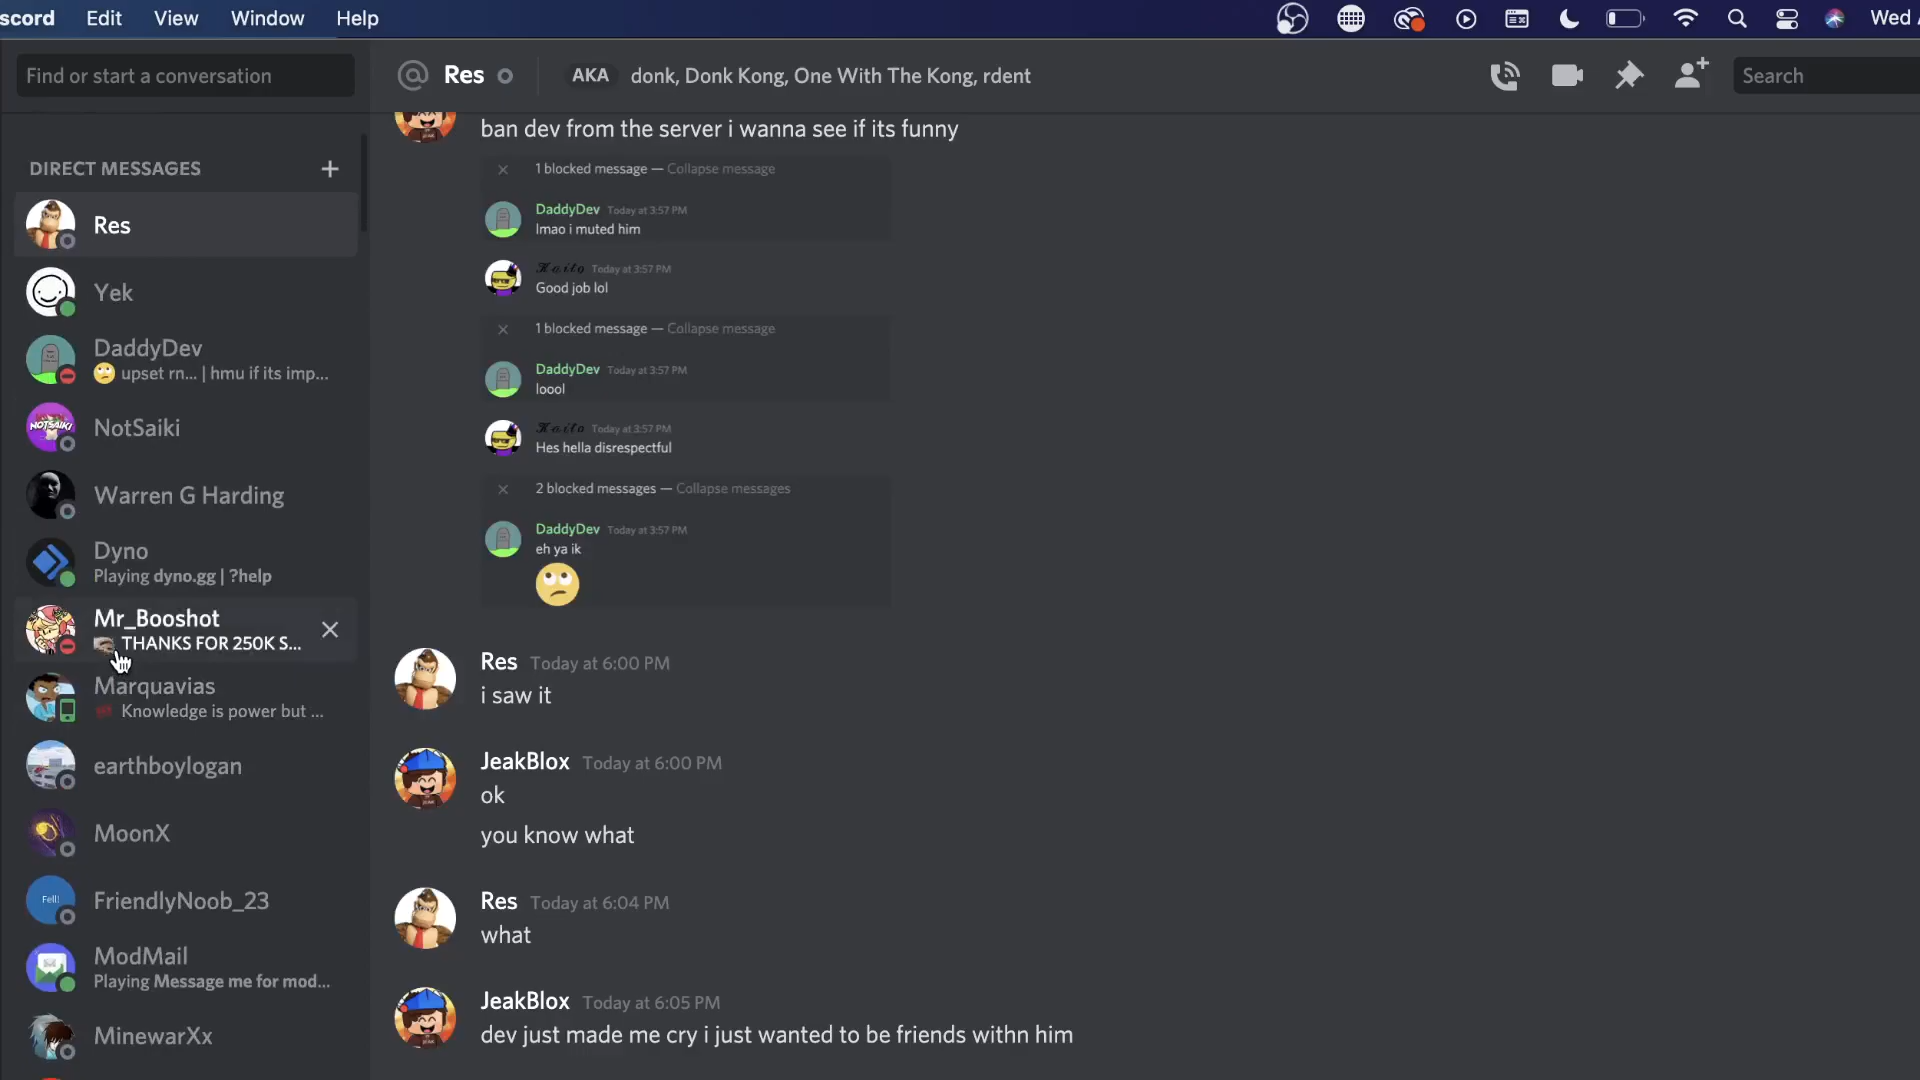 scord Edit View Window Help Wed
Find or start a conversation
Res AKA donk, Donk Kong, One With The Kong, rdent
Search
DIRECT MESSAGES
Res
Yek
DaddyDev
upset rn... | hmu if its imp...
NotSaiki
NOTSAIKI
Warren G Harding
Dyno
Playing dyno.gg | ?help
Mr_Booshot
THANKS FOR 250K S...
Marquavias
Knowledge is power but ...
earthboylogan
MoonX
Fell!
FriendlyNoob_23
ModMail
Playing Message me for mod...
MinewarXx
ban dev from the server i wanna see if its funny
1 blocked message — Collapse message
DaddyDev Today at 3:57 PM
lmao i muted him
𝒦𝒶𝒾𝓉𝑜 Today at 3:57 PM
Good job lol
1 blocked message — Collapse message
DaddyDev Today at 3:57 PM
loool
𝒦𝒶𝒾𝓉𝑜 Today at 3:57 PM
Hes hella disrespectful
2 blocked messages — Collapse messages
DaddyDev Today at 3:57 PM
eh ya ik
Res Today at 6:00 PM
i saw it
JeakBlox Today at 6:00 PM
ok
you know what
Res Today at 6:04 PM
what
JeakBlox Today at 6:05 PM
dev just made me cry i just wanted to be friends withn him